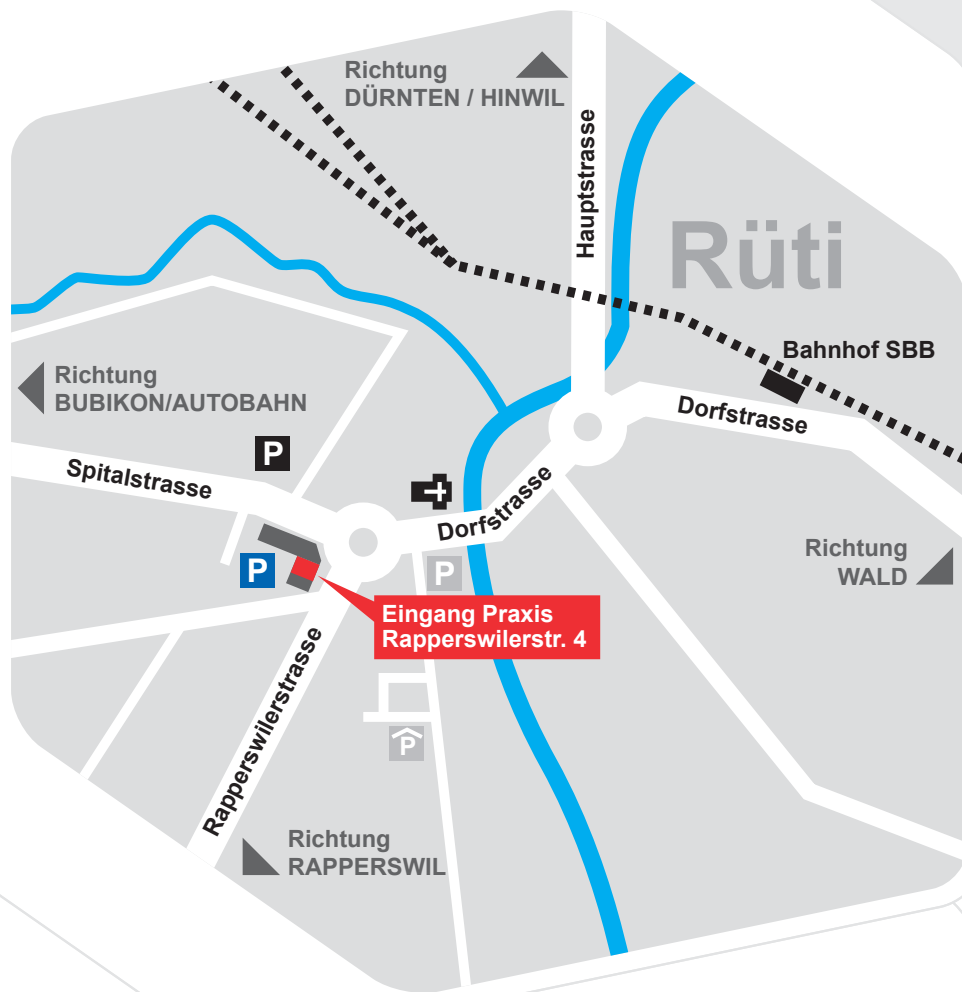 Richtung
DÜRNTEN / HINWIL
Hauptstrasse
Rüti
Bahnhof SBB
Richtung
BUBIKON/AUTOBAHN
Dorfstrasse
P
Spitalstrasse
Dorfstrasse
Richtung
WALD
P
P
Eingang Praxis
Rapperswilerstr. 4
Rapperswilerstrasse
P
Richtung
RAPPERSWIL